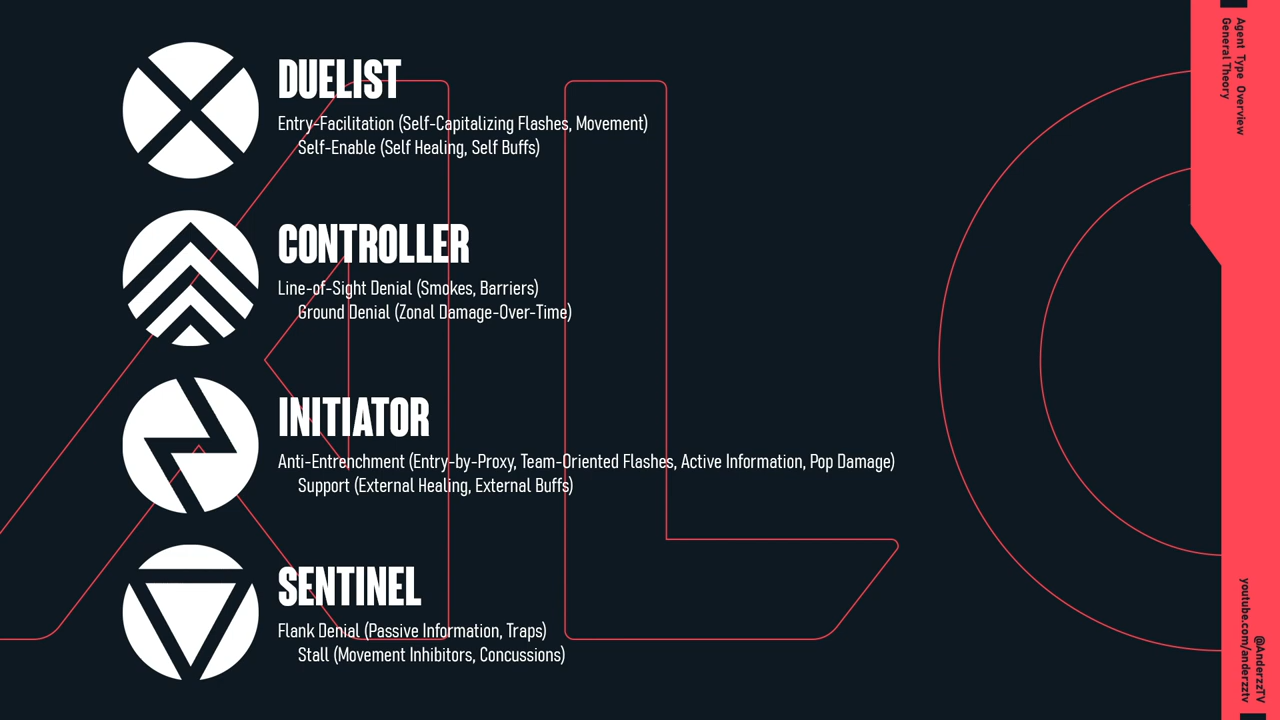 DUELIST
Entry-Facilitation (Self-Capitalizing Flashes, Movement)
Self-Enable (Self Healing, Self Buffs)
CONTROLLER
Line-of-Sight Denial (Smokes, Barriers)
Ground Denial (Zonal Damage-Over-Time)
INITIATOR
Anti-Entrenchment (Entry-by-Proxy, Team-Oriented Flashes, Active Information, Pop Damage)
Support (External Healing, External Buffs)
SENTINEL
Flank Denial (Passive Information, Traps)
Stall (Movement Inhibitors, Concussions)
Agent Type Overview
General Theory
@AnderzzTV
youtube.com/anderzztv